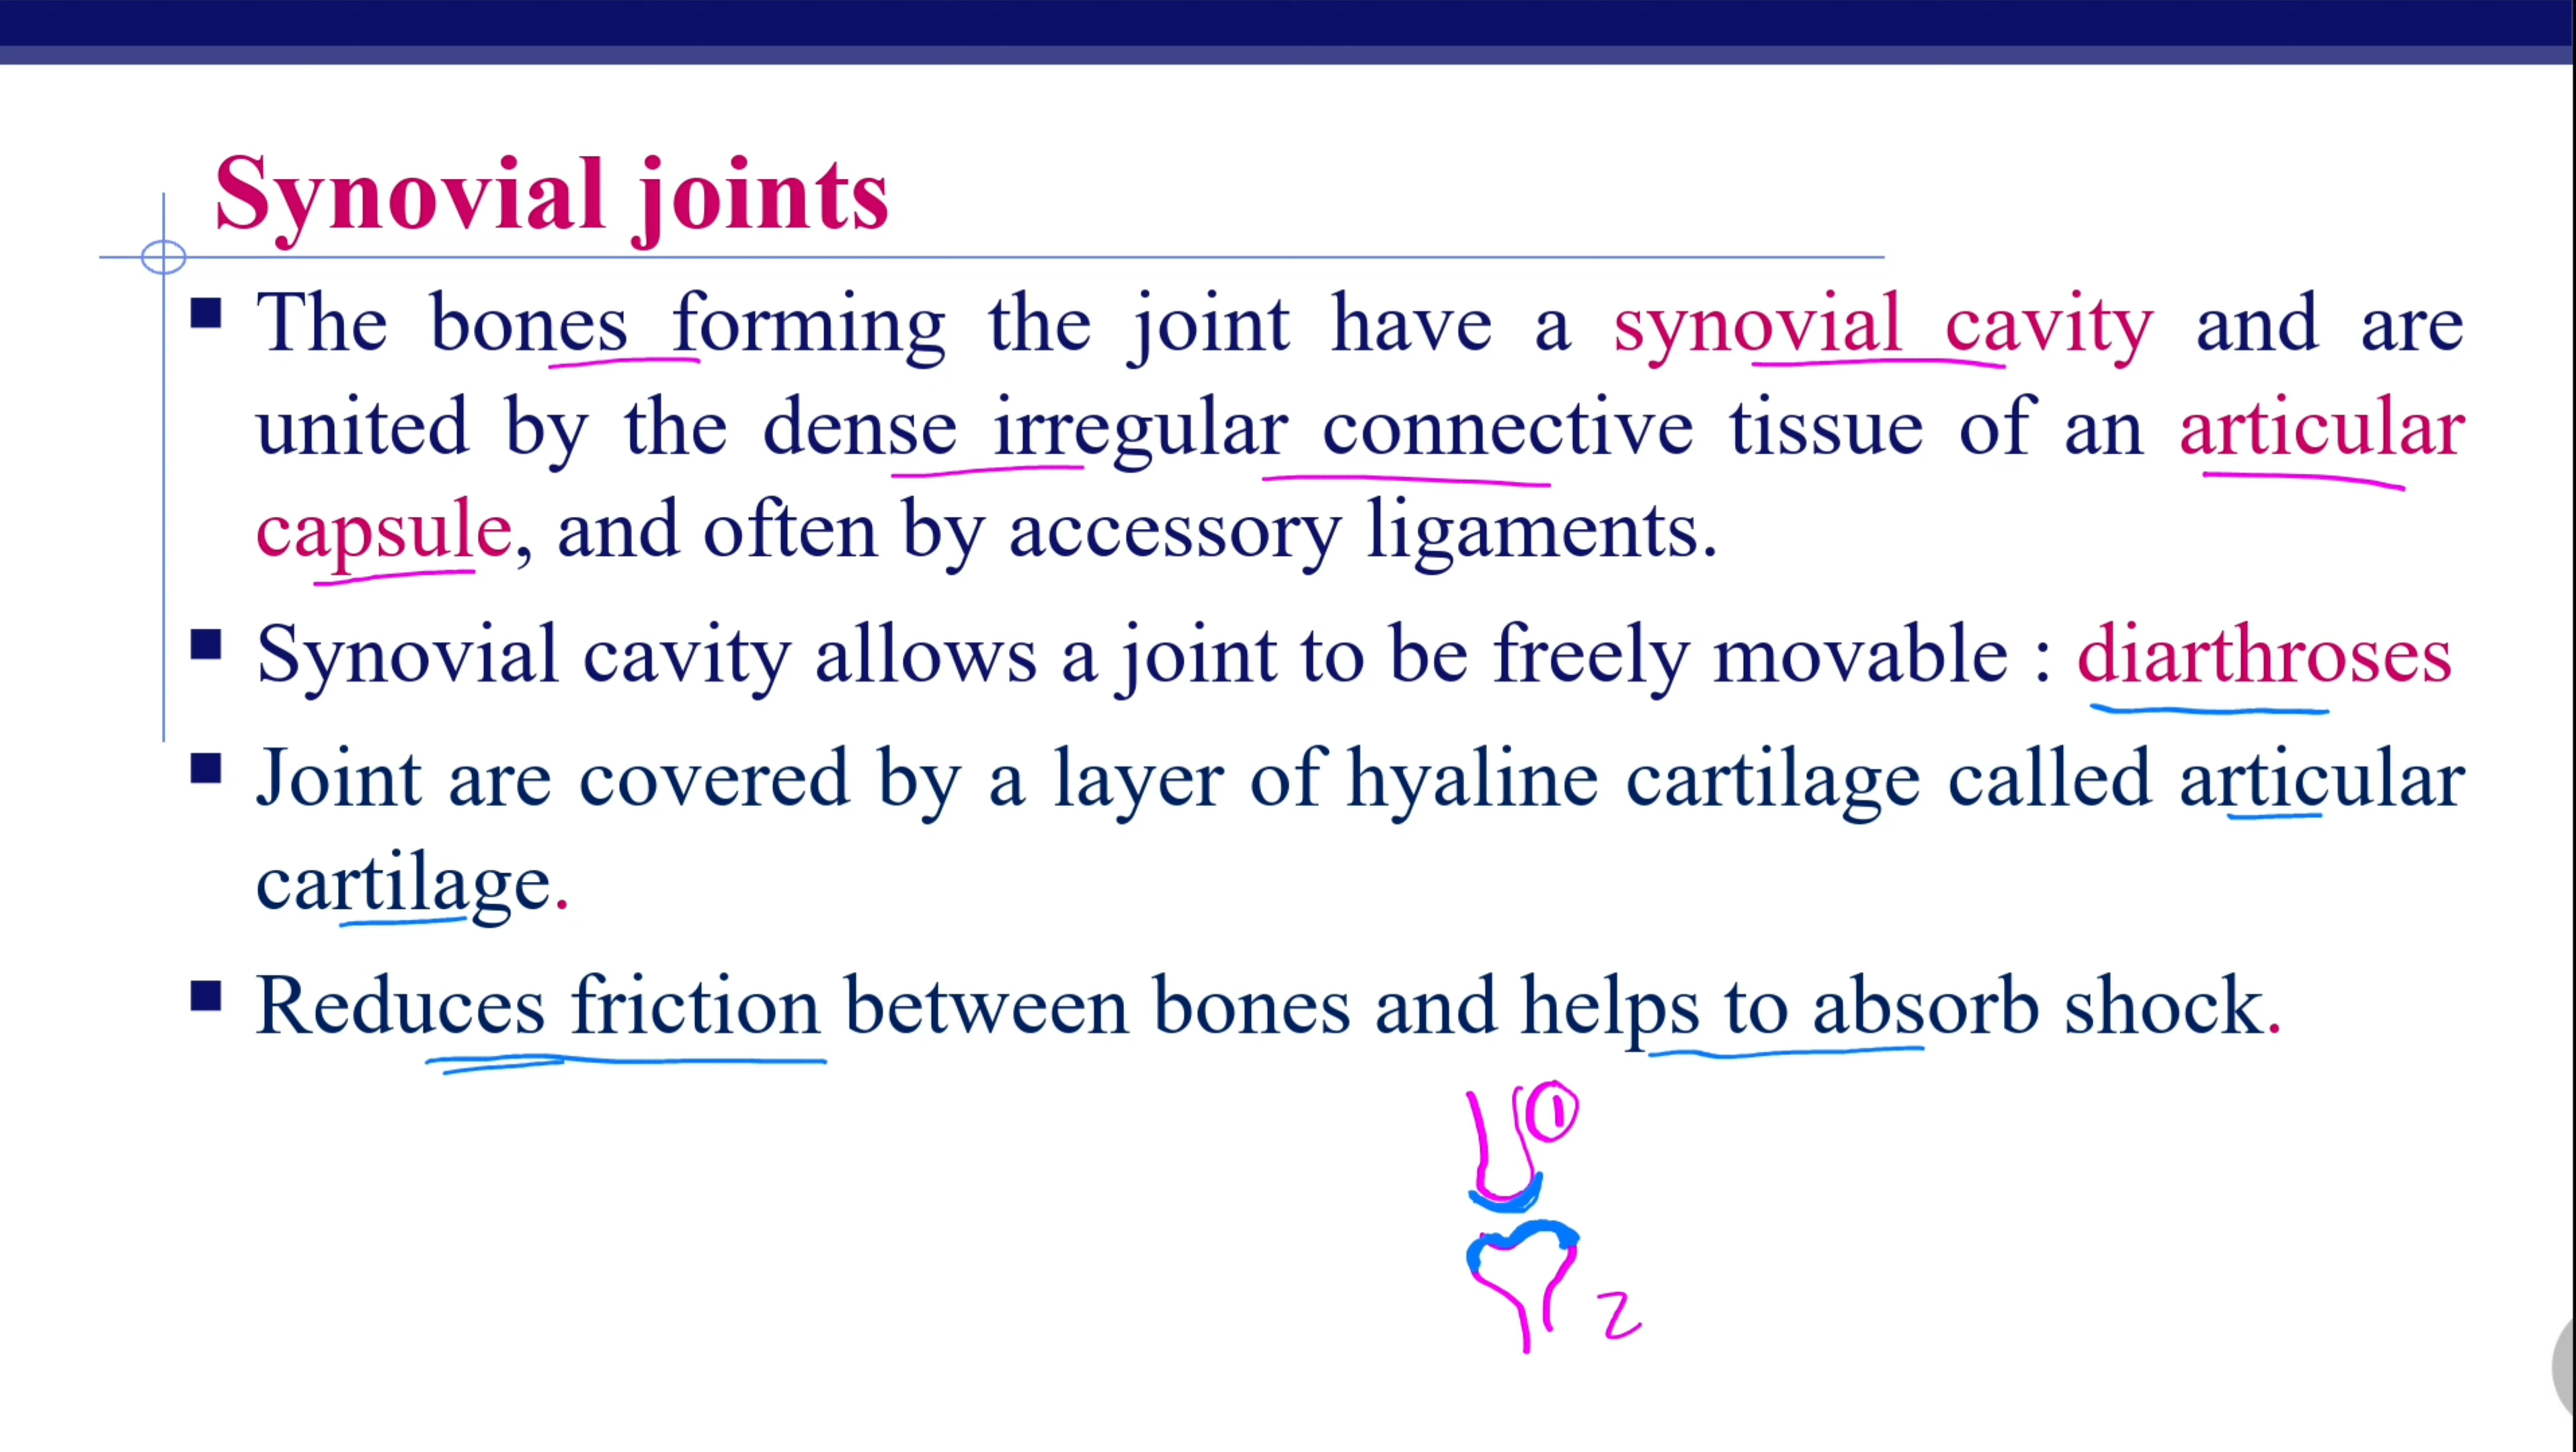 Synovial joints
The bones forming the joint have a synovial cavity and are
united by the dense irregular connective tissue of an articular
capsule, and often by accessory ligaments.
Synovial cavity allows a joint to be freely movable : diarthroses
Joint are covered by a layer of hyaline cartilage called articular
cartilage.
Reduces friction between bones and helps to absorb shock.
1
2